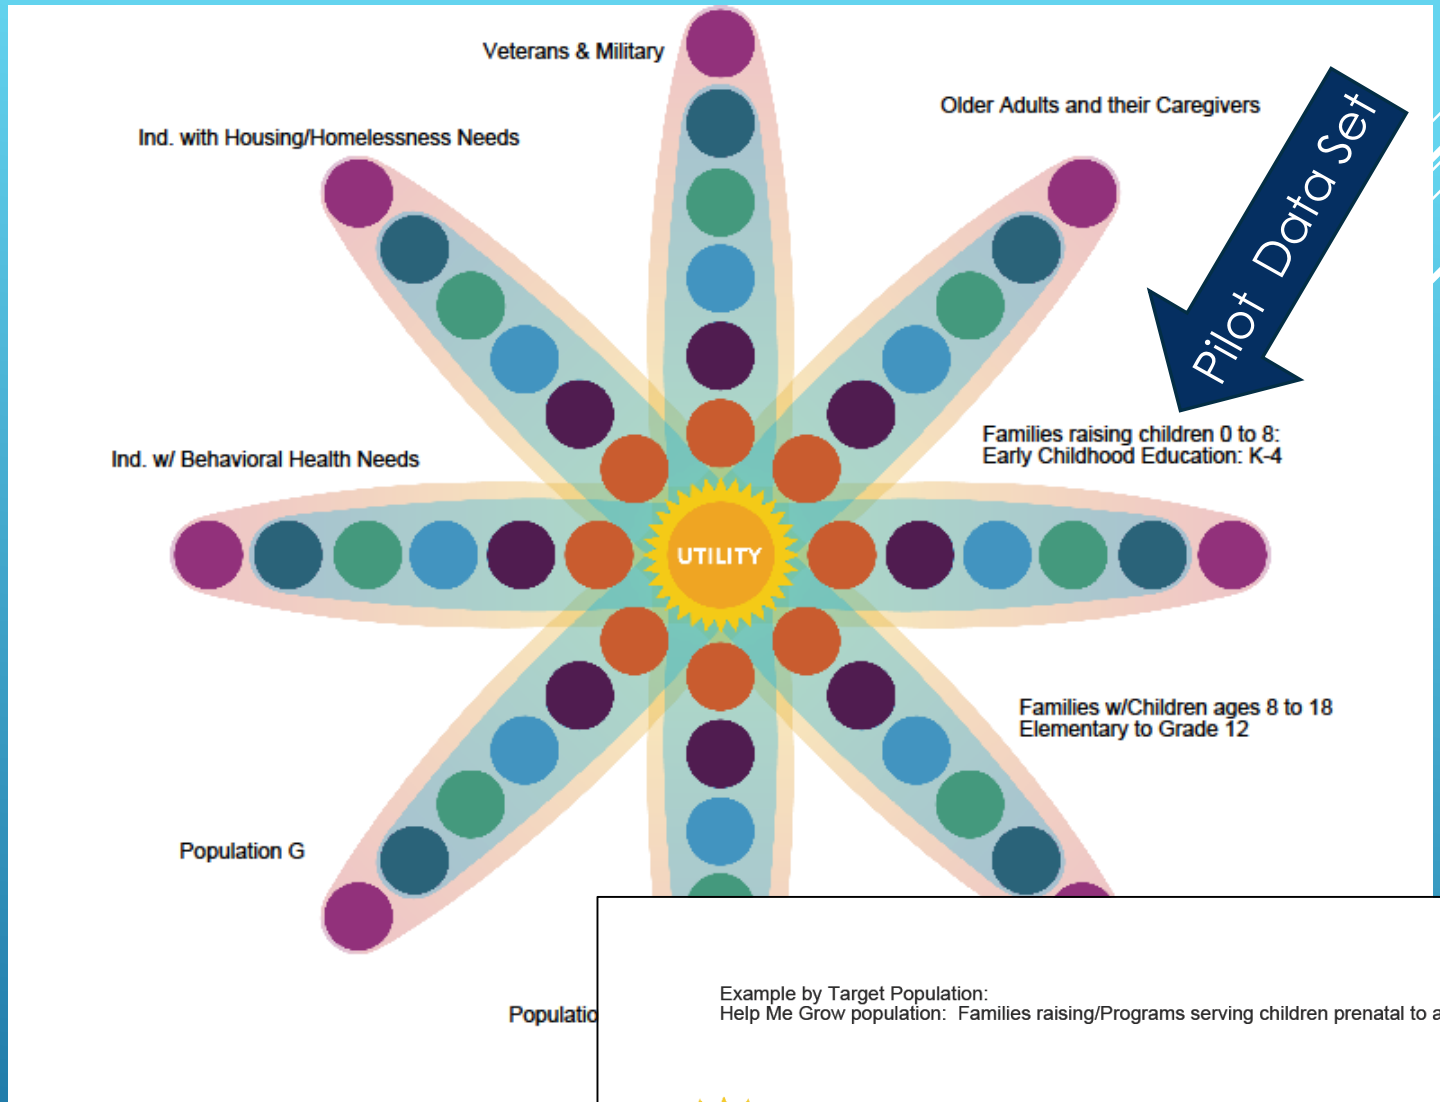 Veterans & Military
Older Adults and their Caregivers
Ind. with Housing/Homelessness Needs
Pilot Data Set
Families raising children 0 to 8:
Early Childhood Education: K-4
Ind. w/ Behavioral Health Needs
UTILITY
Families w/Children ages 8 to 18
Elementary to Grade 12
Population G
Populatio
Example by Target Population:
Help Me Grow population: Families raising/Programs serving children prenatal to a